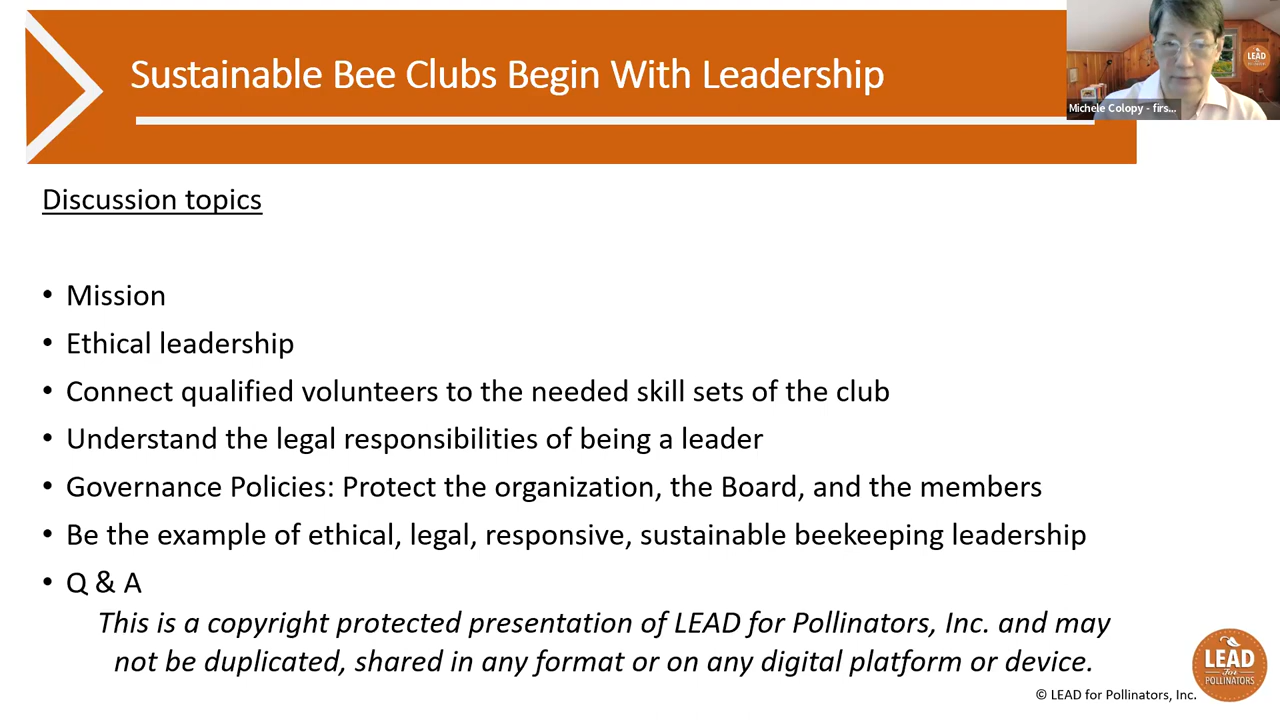 Sustainable Bee Clubs Begin With Leadership
LEAD
Michele Colopy - firs...
Discussion topics
• Mission
• Ethical leadership
• Connect qualified volunteers to the needed skill sets of the club
• Understand the legal responsibilities of being a leader
• Governance Policies: Protect the organization, the Board, and the members
• Be the example of ethical, legal, responsive, sustainable beekeeping leadership
• Q & A
This is a copyright protected presentation of LEAD for Pollinators, Inc. and may
not be duplicated, shared in any format or on any digital platform or device.
LEAD
For
POLLINATORS
© LEAD for Pollinators, Inc.